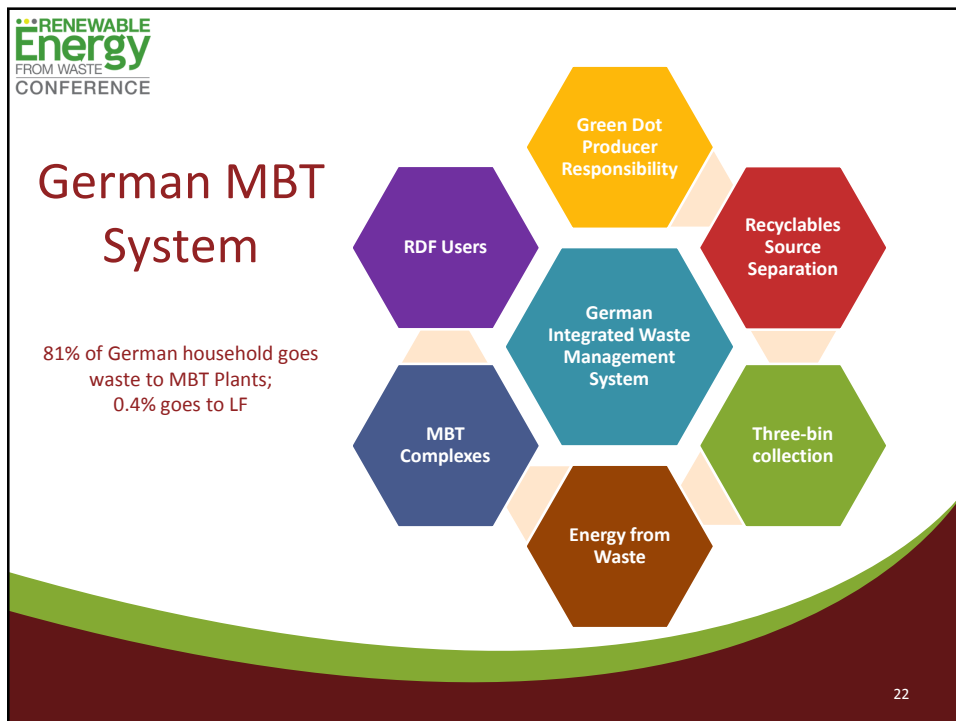 RENEWABLE
Energy
FROM WASTE
CONFERENCE
German MBT
System
81% of German household goes
waste to MBT Plants;
0.4% goes to LF
Green Dot
Producer
Responsibility
Recyclables
Source
Separation
Three-bin
collection
Energy from
Waste
MBT
Complexes
RDF Users
German
Integrated Waste
Management
System
22